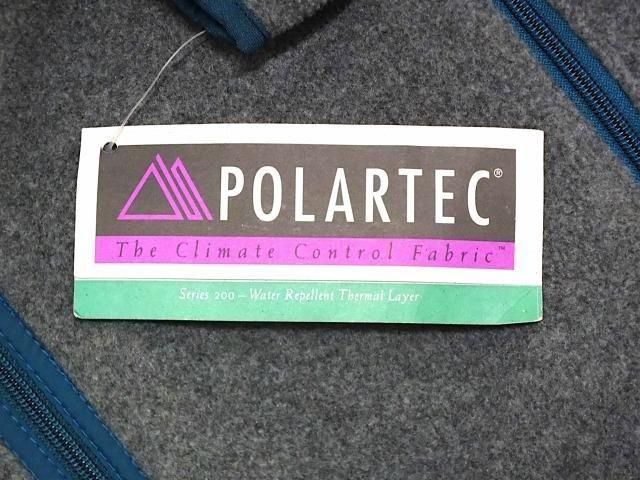 POLARTEC®
The Climate Control Fabric™
Series 200 – Water Repellent Thermal Layer